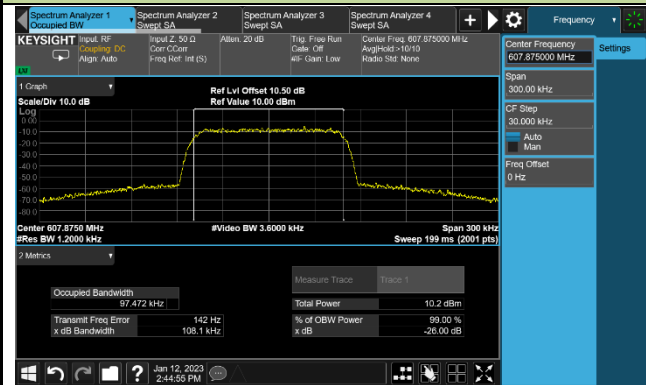 Spectrum Analyzer 1
Occupied BW
Spectrum Analyzer 2
Swept SA
Spectrum Analyzer 3
Swept SA
Spectrum Analyzer 4
Swept SA
Frequency
KEYSIGHT
Input: RF
Coupling: DC
Align: Auto
Input Z: 50 Ω
Corr CCorr
Freq Ref: Int (S)
Atten: 20 dB
Trig: Free Run
Gate: Off
#IF Gain: Low
Center Freq: 607.875000 MHz
Avg|Hold:>10/10
Radio Std: None
LXI
Center Frequency
607.875000 MHz
Settings
Span
300.00 kHz
CF Step
30.000 kHz
Auto
Man
Freq Offset
0 Hz
1 Graph
Scale/Div 10.0 dB
Ref Lvl Offset 10.50 dB
Ref Value 10.00 dBm
Log
0.00
-10.0
-20.0
-30.0
-40.0
-50.0
-60.0
-70.0
-80.0
Center 607.8750 MHz
#Res BW 1.2000 kHz
#Video BW 3.6000 kHz
Span 300 kHz
Sweep 199 ms (2001 pts)
2 Metrics
Measure Trace
Trace 1
Occupied Bandwidth
97.472 kHz
Total Power
10.2 dBm
Transmit Freq Error
142 Hz
% of OBW Power
99.00 %
x dB Bandwidth
108.1 kHz
x dB
-26.00 dB
?
Jan 12, 2023
2:44:55 PM